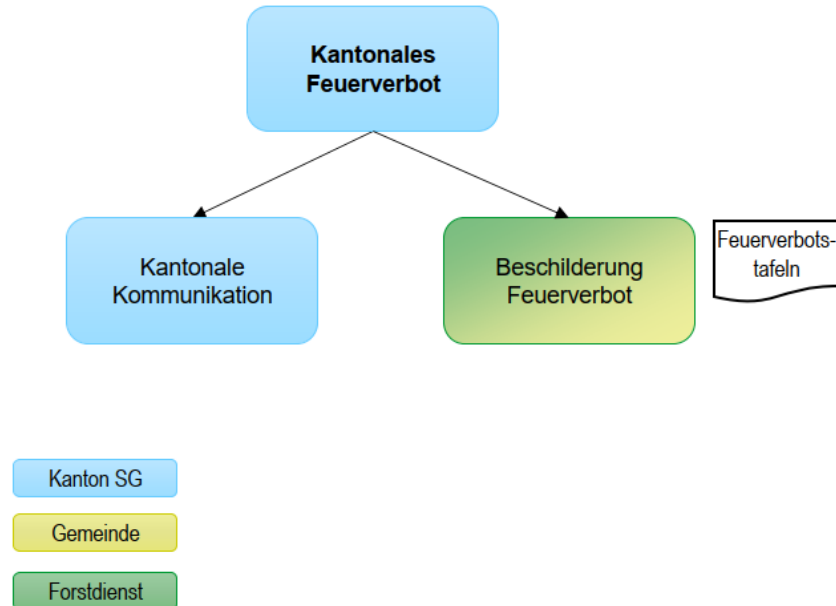 Kantonales
Feuerverbot
Kantonale
Kommunikation
Beschilderung
Feuerverbot
Feuerverbots-
tafeln
Kanton SG
Gemeinde
Forstdienst